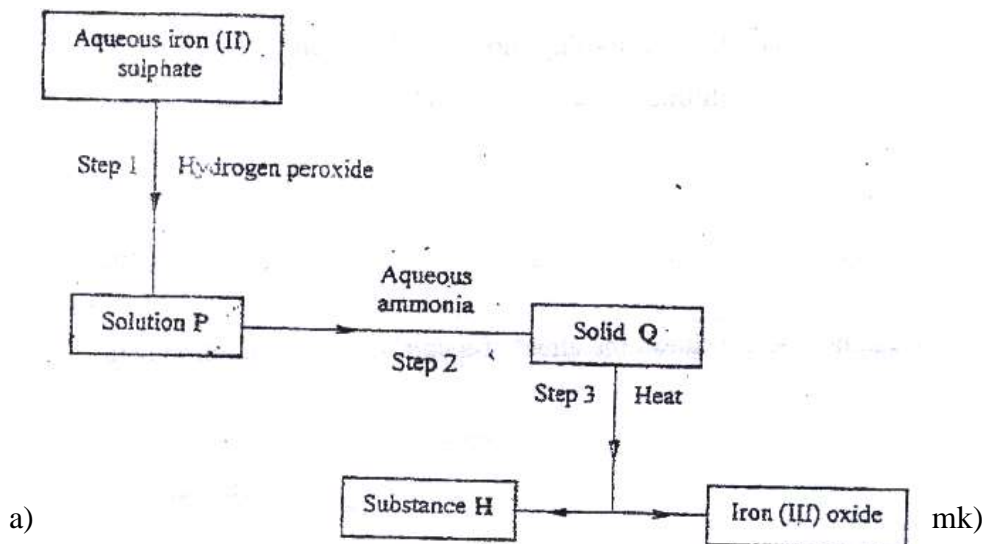 Aqueous iron (II)
sulphate
Step 1 Hydrogen peroxide
Aqueous
ammonia
Solution P
Solid Q
Step 2
Step 3 Heat
a)
Substance H
Iron (III) oxide
mk)